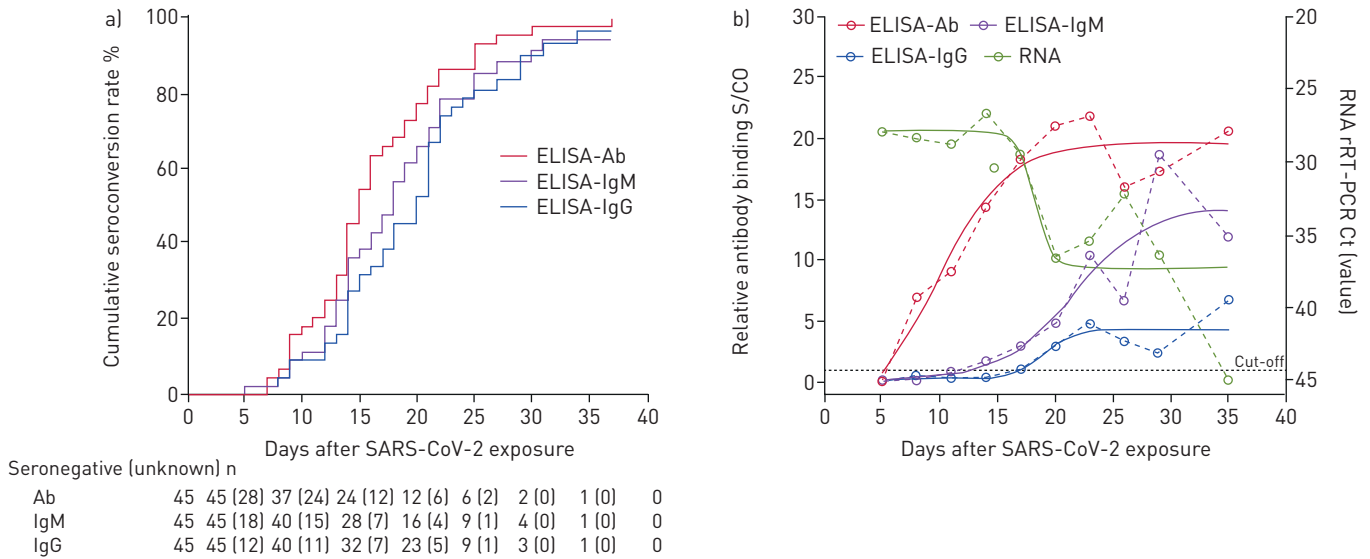 a)
Cumulative seroconversion rate %
100
80
60
40
20
0
ELISA-Ab
ELISA-IgM
ELISA-IgG
0 5 10 15 20 25 30 35 40
Days after SARS-CoV-2 exposure
Seronegative (unknown) n
Ab 45 45 (28) 37 (24) 24 (12) 12 (6) 6 (2) 2 (0) 1 (0) 0
IgM 45 45 (18) 40 (15) 28 (7) 16 (4) 9 (1) 4 (0) 1 (0) 0
IgG 45 45 (12) 40 (11) 32 (7) 23 (5) 9 (1) 3 (0) 1 (0) 0
b)
Relative antibody binding S/CO
30
25
20
15
10
5
0
ELISA-Ab ELISA-IgM
ELISA-IgG RNA
Cut-off
20
25
30
35
40
45
RNA rRT-PCR Ct (value)
0 5 10 15 20 25 30 35 40
Days after SARS-CoV-2 exposure